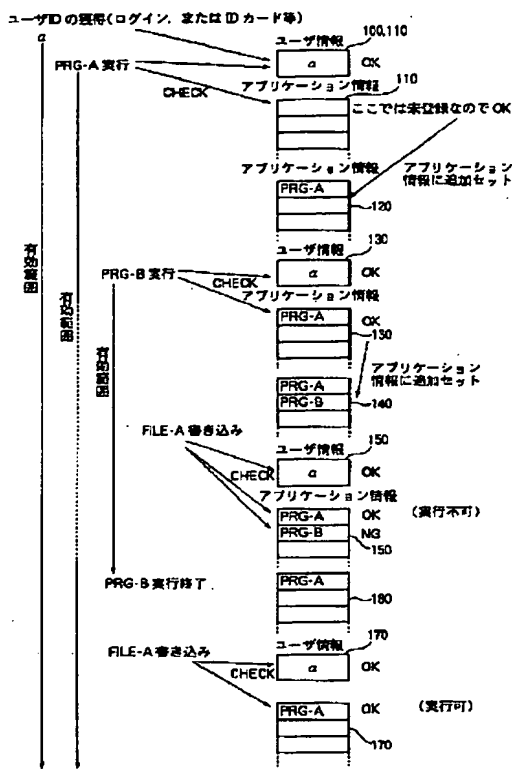 ユーザIDの獲得(ログイン, またはIDカード等)
α
100,110
ユーザ情報
α
OK
PRG-A 実行
CHECK
アプリケーション情報
110
ここでは未登録なのでOK
アプリケーション情報
アプリケーション
情報に追加セット
PRG-A
120
ユーザ情報
130
PRG-B 実行
CHECK
α
OK
アプリケーション情報
PRG-A
OK
130
アプリケーション
情報に追加セット
PRG-A
PRG-B
140
FILE-A 書き込み
ユーザ情報
150
CHECK
α
OK
アプリケーション情報
PRG-A
OK
(実行不可)
PRG-B
NG
150
PRG-B 実行終了
PRG-A
160
ユーザ情報
170
FILE-A 書き込み
CHECK
α
OK
PRG-A
OK
(実行可)
170
有効範囲
有効範囲
有効範囲